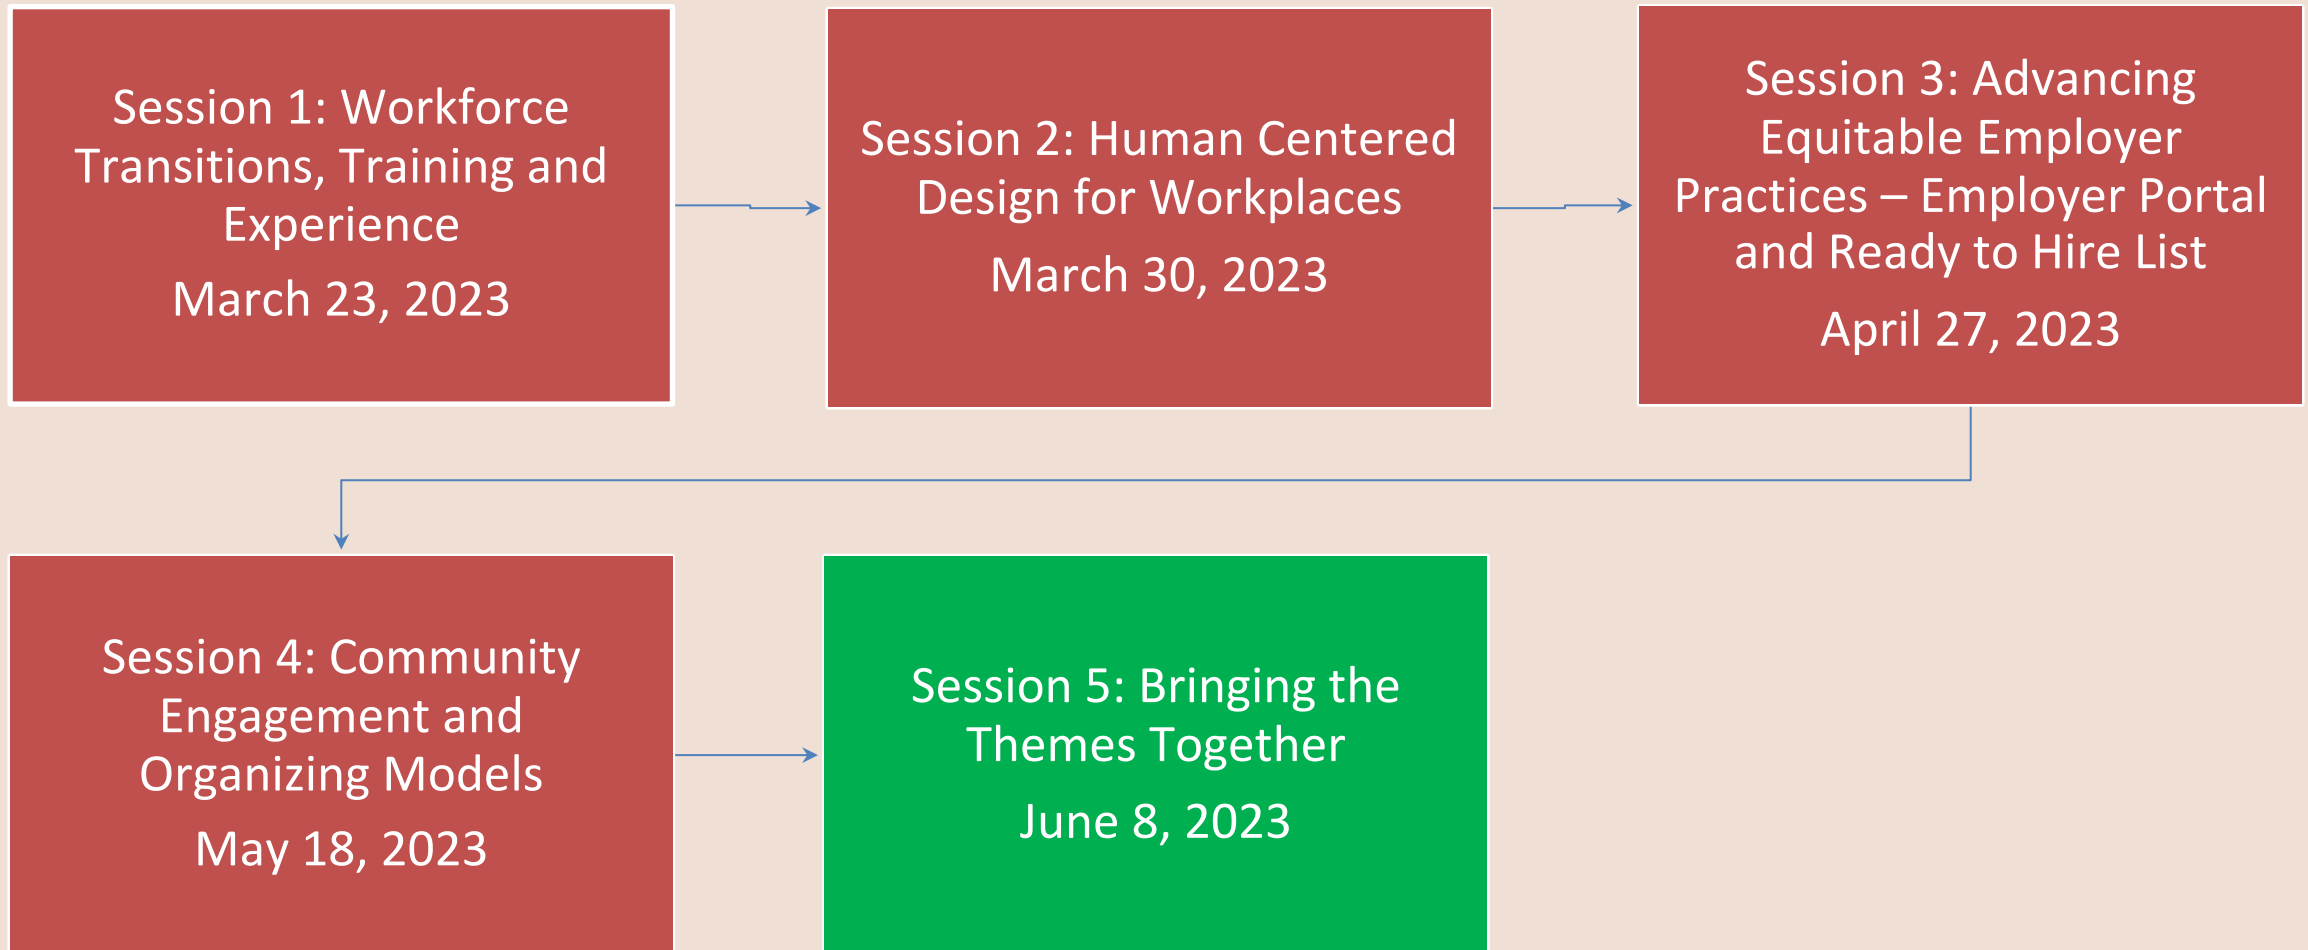 Session 1: Workforce
Transitions, Training and
Experience
March 23, 2023
Session 2: Human Centered
Design for Workplaces
March 30, 2023
Session 3: Advancing
Equitable Employer
Practices – Employer Portal
and Ready to Hire List
April 27, 2023
Session 4: Community
Engagement and
Organizing Models
May 18, 2023
Session 5: Bringing the
Themes Together
June 8, 2023